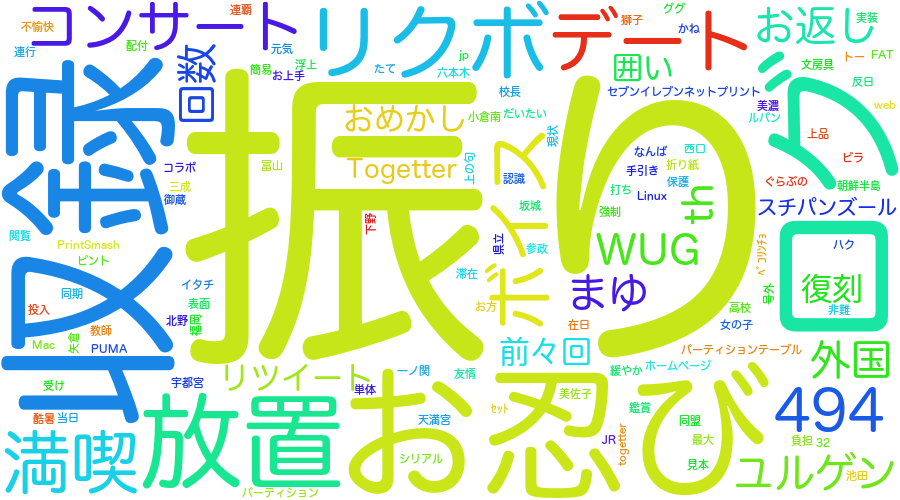 コンサート
リクボ
デート
お返し
不愉快
連覇
連行
配付
元気
簡易
浮上
お上手
回数
たて
jp
六本木
校長
獅子
ググ
かね
囲い
実装
トー
FAT
文房具
反日
web
セブンイレブンネットプリント
美濃
ルパン
上品
ビラ
ぐらぶの
朝鮮半島
収録
振り
おめかし
Togetter
小倉南
だいたい
現状
上の句
認識
ボイス
なんば
手引き
西口
折り紙
保護
Linux
打ち
強制
th
スチパンズール
コラボ
三成
御蔵
富山
下野
坂城
県立
参政
WUG
まゆ
ハク
回
ログ
閲覧
PrintSmash
ピント
イタチ
同期
表面
投入
北野
福岡
教師
Mac
矢倉
PUMA
滞在
お方
在日
高校
女の子
号外
復刻
非難
外国
前々回
パーティションテーブル
緩やか
ホームページ
リツイート
一ノ関
友情
単体
受け
宇都宮
酷暑
当日
放置
お忍び
天満宮
美佐子
鑑賞
同盟
最大
494
満喫
シリアル
パーティション
JR
togetter
見本
負担
32
ユルゲン
池田